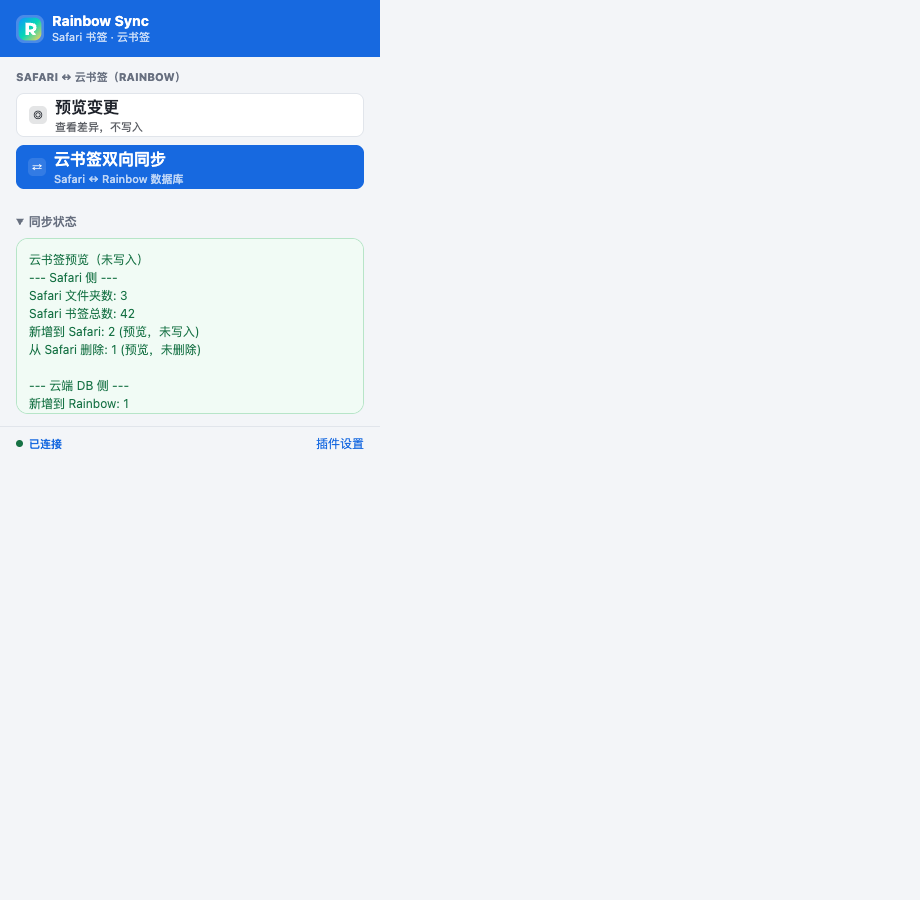 R
Rainbow Sync
Safari 书签 · 云书签
SAFARI ↔ 云书签（RAINBOW）
预览变更
查看差异，不写入
云书签双向同步
Safari ↔ Rainbow 数据库
▼ 同步状态
云书签预览（未写入）
--- Safari 侧 ---
Safari 文件夹数: 3
Safari 书签总数: 42
新增到 Safari: 2 (预览，未写入)
从 Safari 删除: 1 (预览，未删除)
--- 云端 DB 侧 ---
新增到 Rainbow: 1
已连接
插件设置